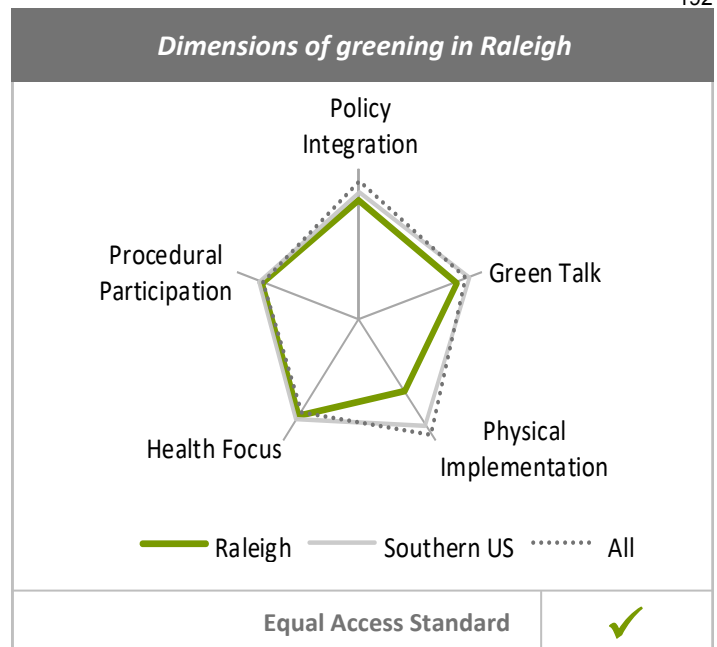 192
Dimensions of greening in Raleigh
Policy
Integration
Procedural
Participation
Green Talk
Health Focus
Physical
Implementation
Raleigh Southern US All
Equal Access Standard ✓